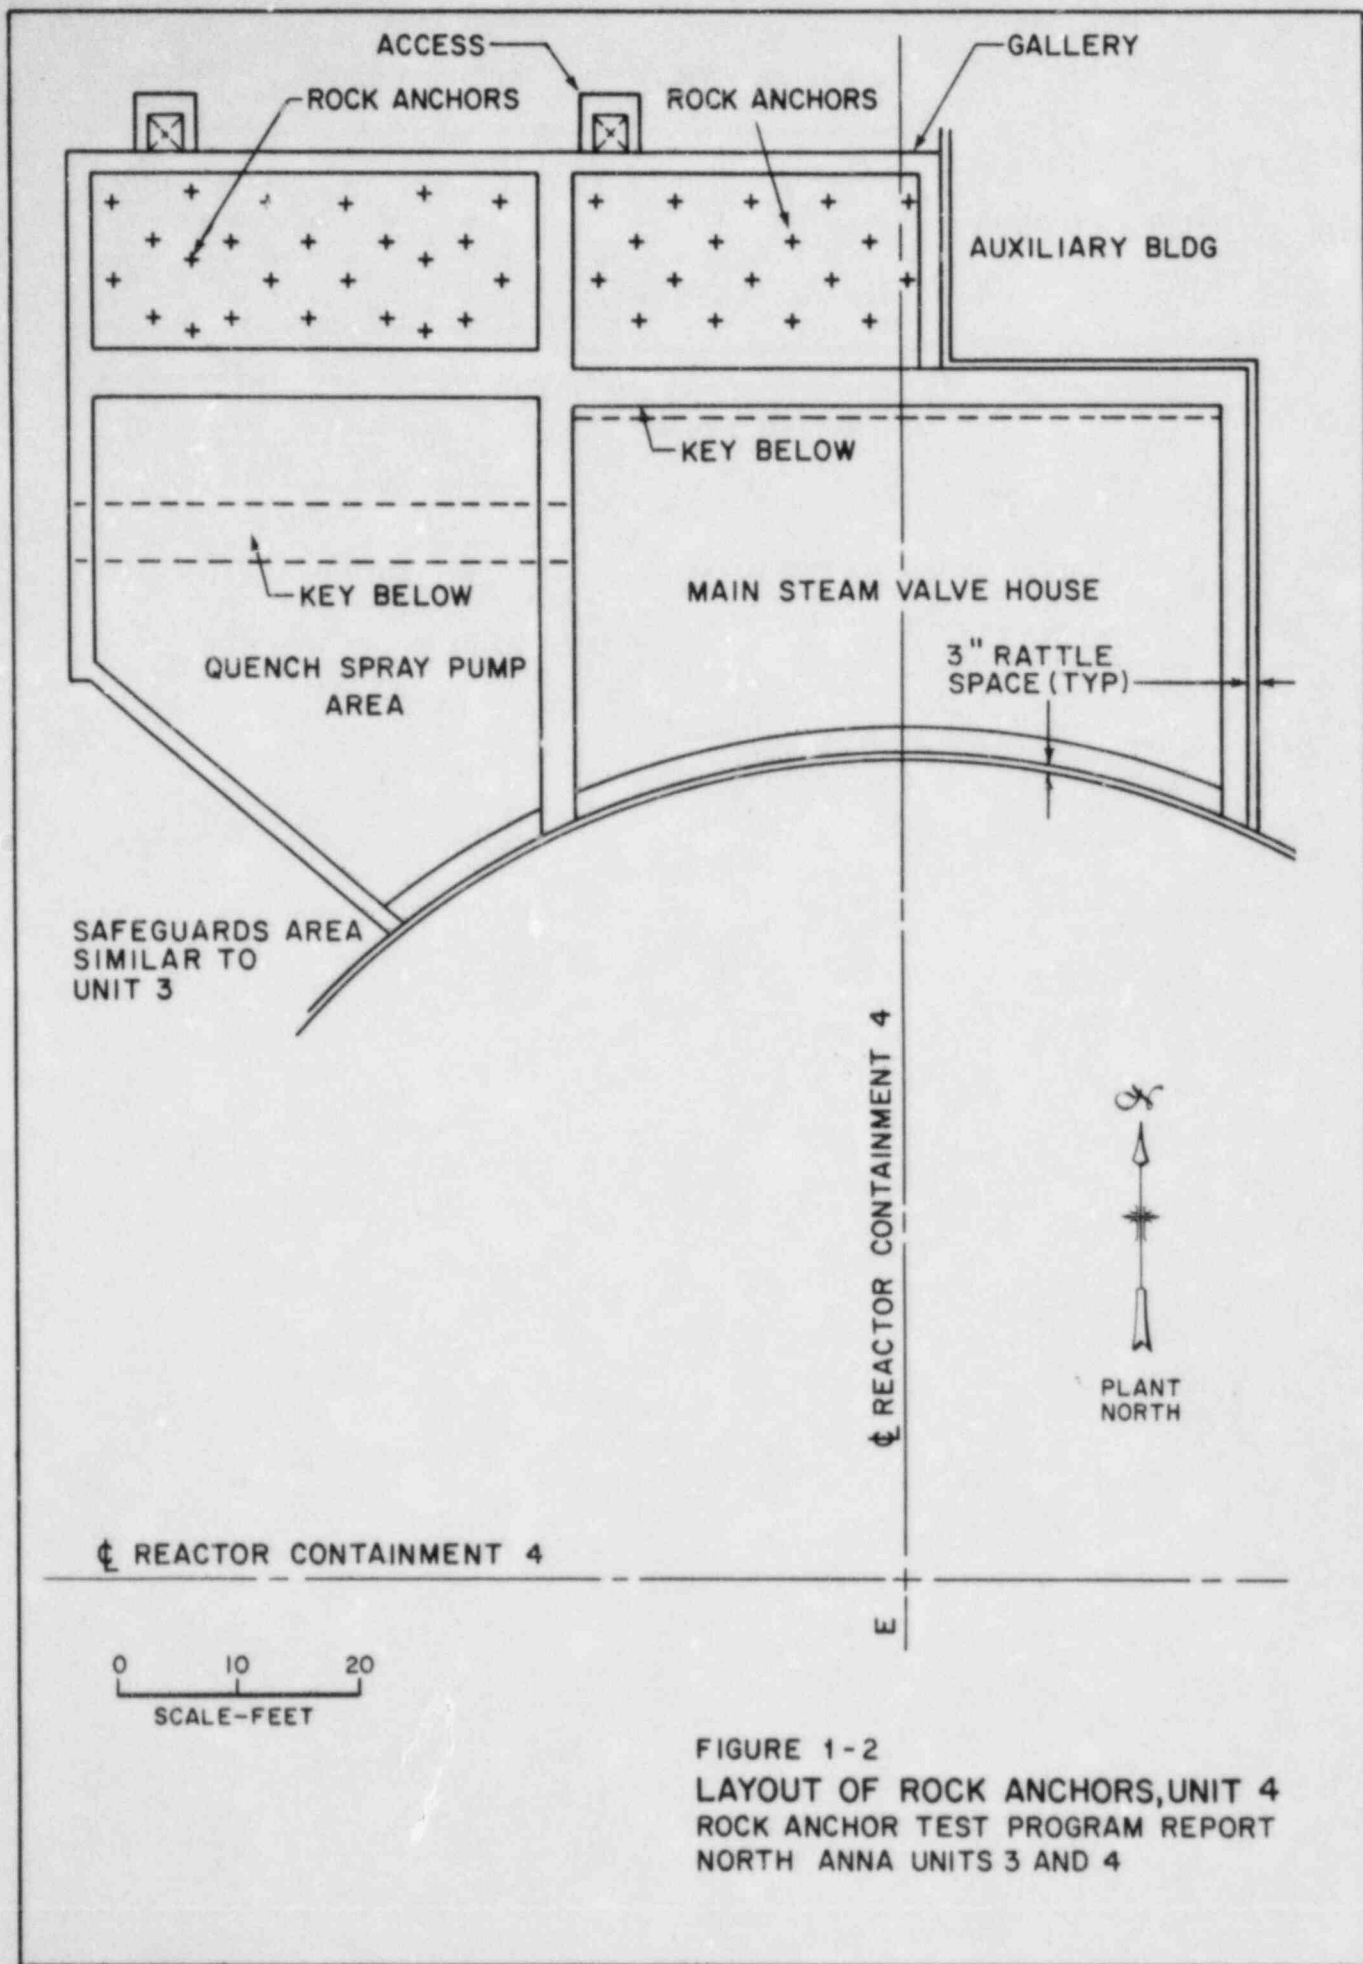 ACCESS
GALLERY
ROCK ANCHORS
ROCK ANCHORS
AUXILIARY BLDG
KEY BELOW
KEY BELOW
MAIN STEAM VALVE HOUSE
QUENCH SPRAY PUMP
AREA
3" RATTLE
SPACE (TYP)
SAFEGUARDS AREA
SIMILAR TO
UNIT 3
℄ REACTOR CONTAINMENT 4
N
PLANT
NORTH
℄ REACTOR CONTAINMENT 4
E
0 10 20
SCALE-FEET
FIGURE 1-2
LAYOUT OF ROCK ANCHORS, UNIT 4
ROCK ANCHOR TEST PROGRAM REPORT
NORTH ANNA UNITS 3 AND 4